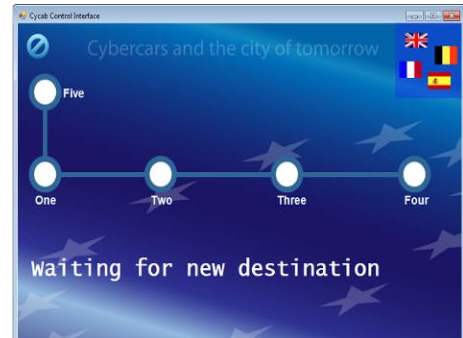 Cycab Control Interface
Cybercars and the city of tomorrow
Five
One Two Three Four
Waiting for new destination